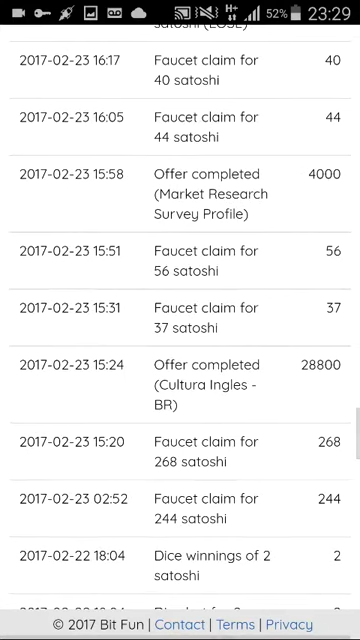 52% 23:29
satoshi (LOSE)
2017-02-23 16:17 Faucet claim for 40
40 satoshi
2017-02-23 16:05 Faucet claim for 44
44 satoshi
2017-02-23 15:58 Offer completed 4000
(Market Research
Survey Profile)
2017-02-23 15:51 Faucet claim for 56
56 satoshi
2017-02-23 15:31 Faucet claim for 37
37 satoshi
2017-02-23 15:24 Offer completed 28800
(Cultura Ingles -
BR)
2017-02-23 15:20 Faucet claim for 268
268 satoshi
2017-02-23 02:52 Faucet claim for 244
244 satoshi
2017-02-22 18:04 Dice winnings of 2 2
satoshi
© 2017 Bit Fun | Contact | Terms | Privacy